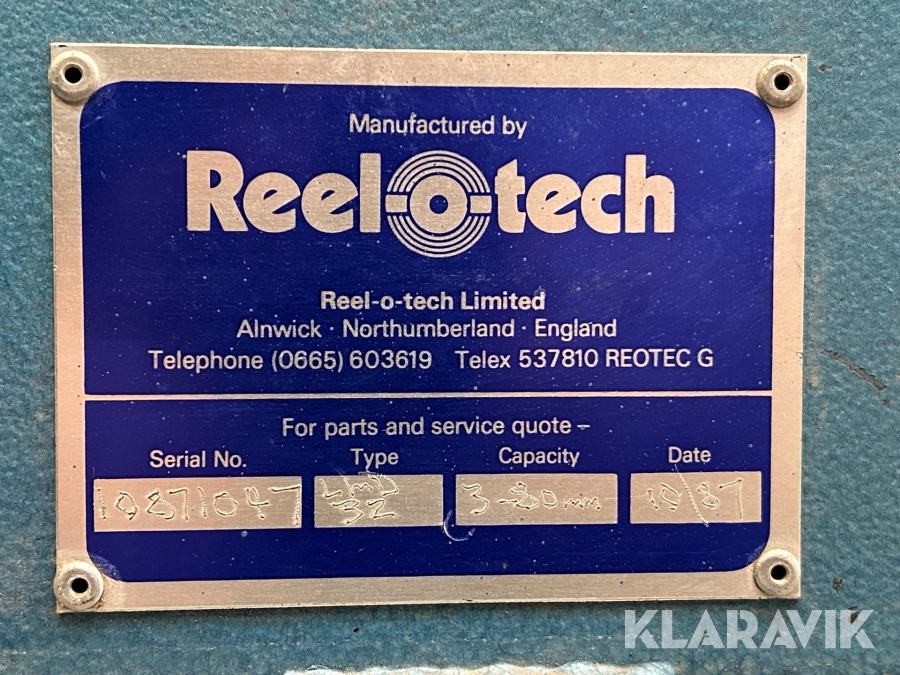 Manufactured by
Reel-o-tech
Reel-o-tech Limited
Alnwick · Northumberland · England
Telephone (0665) 603619 Telex 537810 REOTEC G
For parts and service quote –
Serial No. Type Capacity Date
10871047 32 3-80mm 10/87
KLARAVIK